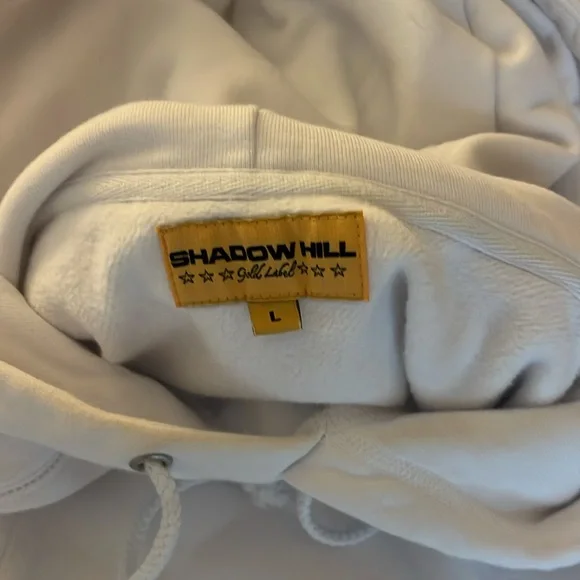 SHADOW HILL
☆☆☆ Gold Label ☆☆☆
L